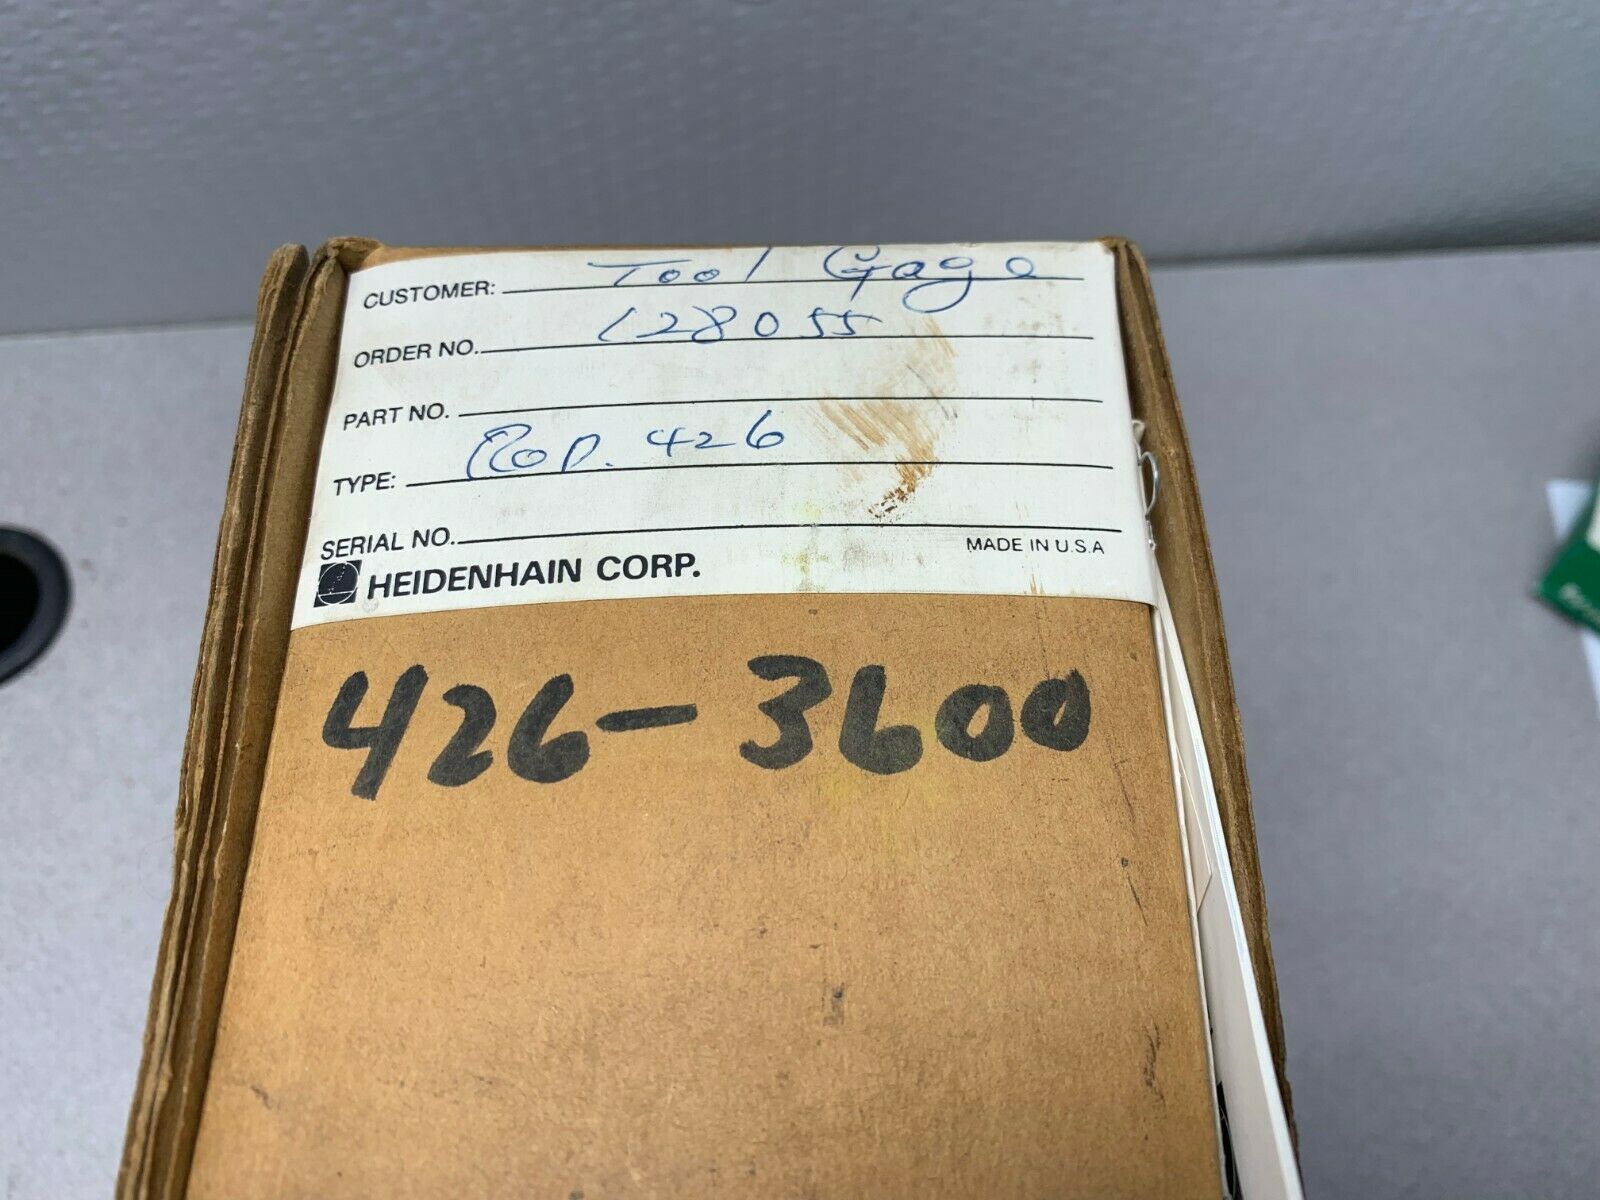 CUSTOMER: Tool Gage
ORDER NO. 128055
PART NO.
TYPE: ROD. 426
SERIAL NO.
HEIDENHAIN CORP. MADE IN U.S.A
426-3600